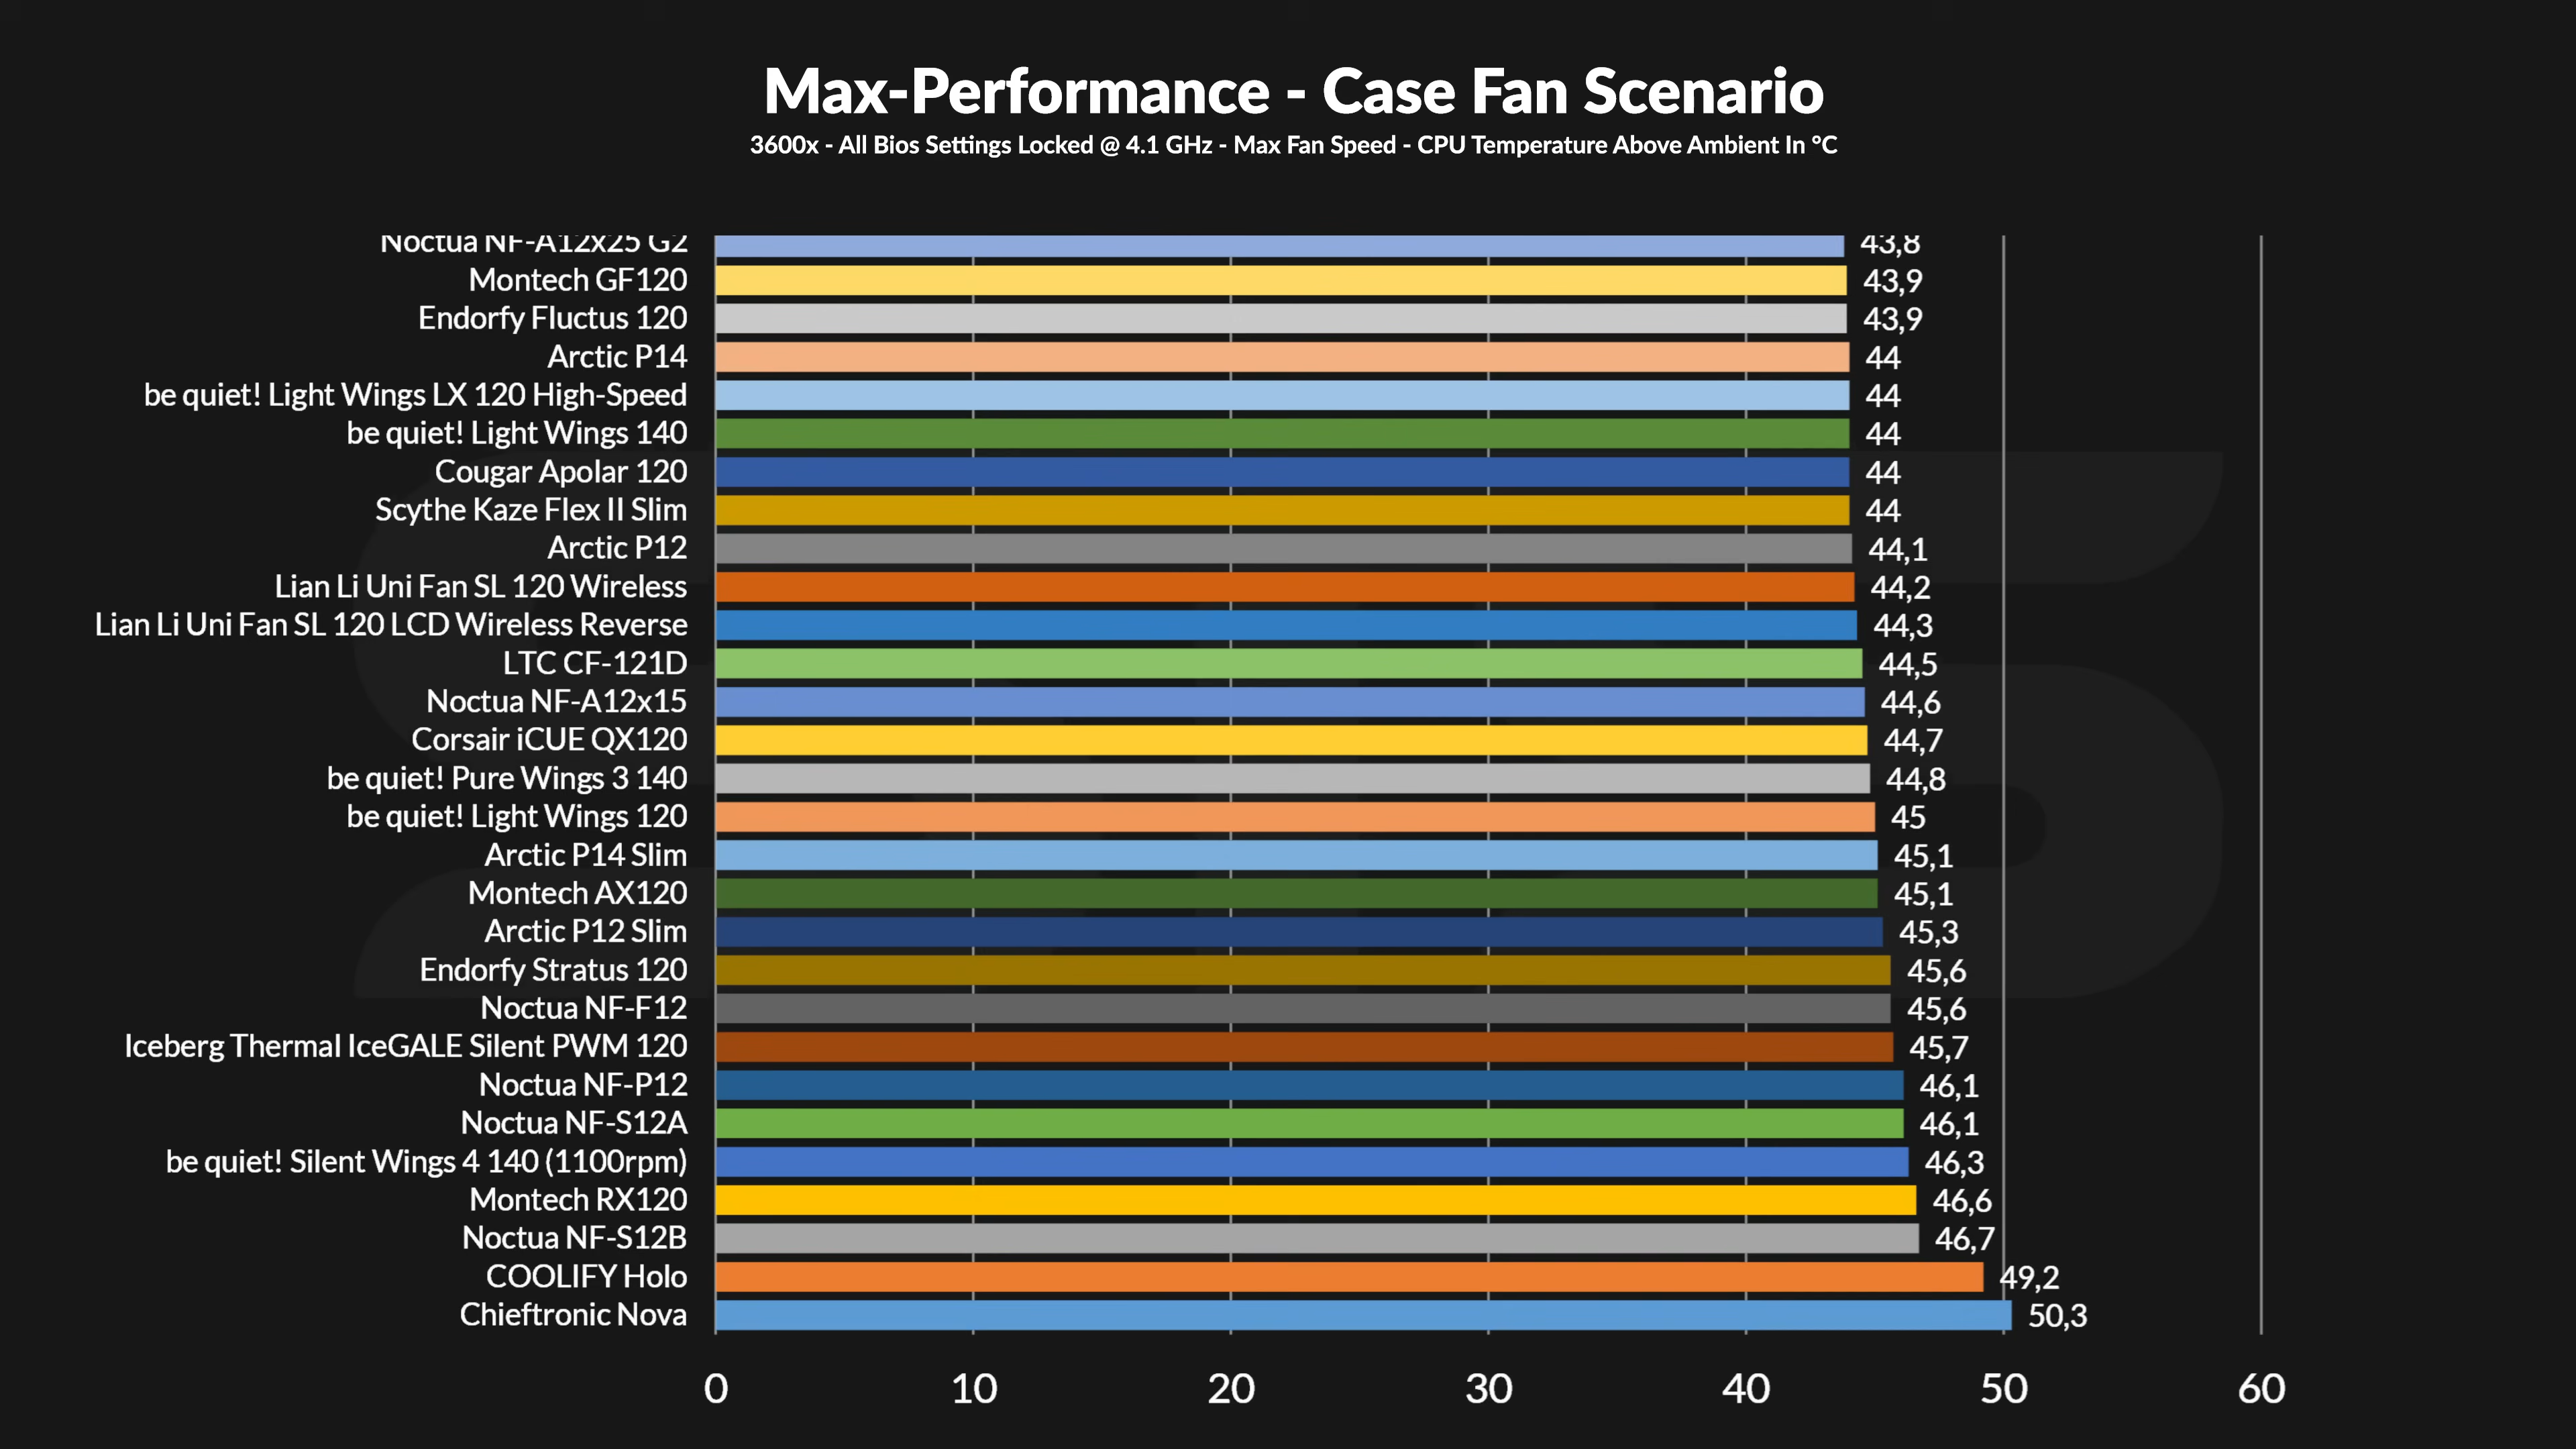 Max-Performance - Case Fan Scenario
3600x - All Bios Settings Locked @ 4.1 GHz - Max Fan Speed - CPU Temperature Above Ambient In °C
Noctua NF-A12x25 G2 43,8
Montech GF120 43,9
Endorfy Fluctus 120 43,9
Arctic P14 44
be quiet! Light Wings LX 120 High-Speed 44
be quiet! Light Wings 140 44
Cougar Apolar 120 44
Scythe Kaze Flex II Slim 44
Arctic P12 44,1
Lian Li Uni Fan SL 120 Wireless 44,2
Lian Li Uni Fan SL 120 LCD Wireless Reverse 44,3
LTC CF-121D 44,5
Noctua NF-A12x15 44,6
Corsair iCUE QX120 44,7
be quiet! Pure Wings 3 140 44,8
be quiet! Light Wings 120 45
Arctic P14 Slim 45,1
Montech AX120 45,1
Arctic P12 Slim 45,3
Endorfy Stratus 120 45,6
Noctua NF-F12 45,6
Iceberg Thermal IceGALE Silent PWM 120 45,7
Noctua NF-P12 46,1
Noctua NF-S12A 46,1
be quiet! Silent Wings 4 140 (1100rpm) 46,3
Montech RX120 46,6
Noctua NF-S12B 46,7
COOLIFY Holo 49,2
Chieftronic Nova 50,3
0 10 20 30 40 50 60